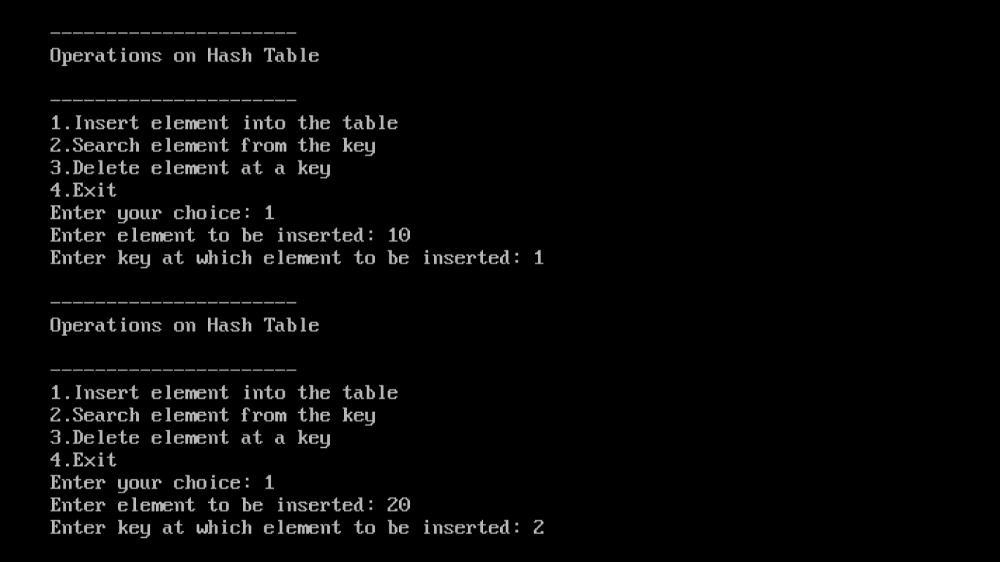 ----------------------
Operations on Hash Table
----------------------
1.Insert element into the table
2.Search element from the key
3.Delete element at a key
4.Exit
Enter your choice: 1
Enter element to be inserted: 10
Enter key at which element to be inserted: 1
----------------------
Operations on Hash Table
----------------------
1.Insert element into the table
2.Search element from the key
3.Delete element at a key
4.Exit
Enter your choice: 1
Enter element to be inserted: 20
Enter key at which element to be inserted: 2